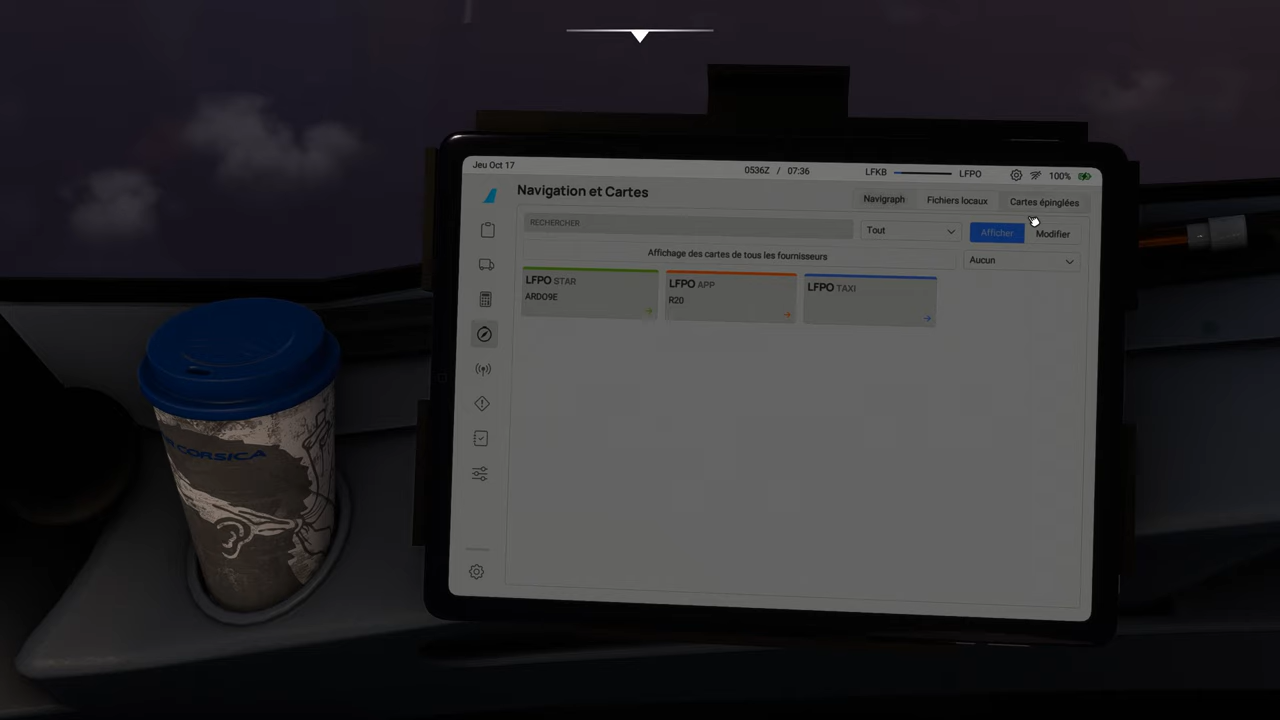 Jeu Oct 17
0536Z / 07:36
LFKB
LFPO
100%
Navigation et Cartes
Navigraph
Fichiers locaux
Cartes épinglées
RECHERCHER
Tout
Afficher
Modifier
Affichage des cartes de tous les fournisseurs
Aucun
LFPO STAR
ARDO9E
LFPO APP
R20
LFPO TAXI
CORSICA